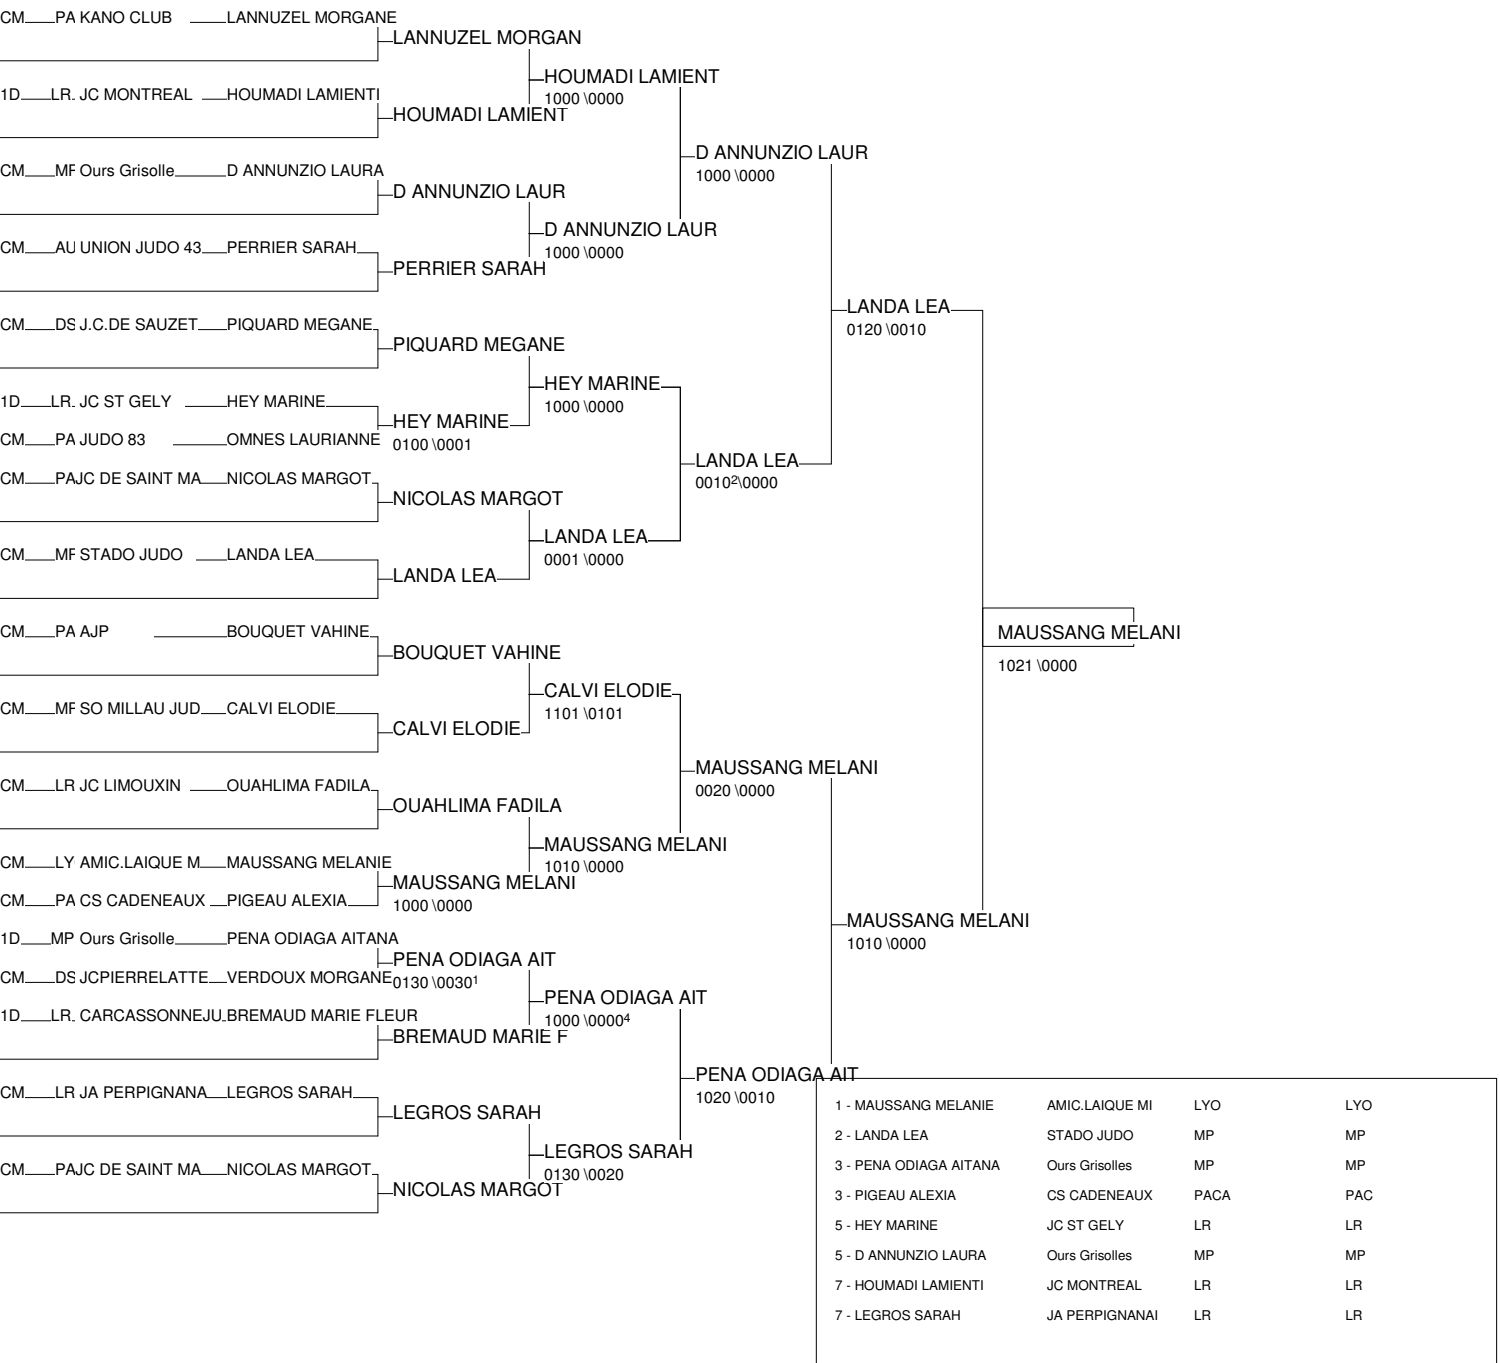 CM PA KANO CLUB LANNUZEL MORGANE
LANNUZEL MORGAN
HOUMADI LAMIENT
1000 \0000
1D LR. JC MONTREAL HOUMADI LAMIENTI
HOUMADI LAMIENT
D ANNUNZIO LAUR
1000 \0000
CM MP Ours Grisolle D ANNUNZIO LAURA
D ANNUNZIO LAUR
D ANNUNZIO LAUR
1000 \0000
CM AU UNION JUDO 43 PERRIER SARAH
PERRIER SARAH
LANDA LEA
0120 \0010
CM DS J.C.DE SAUZET PIQUARD MEGANE
PIQUARD MEGANE
HEY MARINE
1000 \0000
1D LR. JC ST GELY HEY MARINE
HEY MARINE
0100 \0001
CM PA JUDO 83 OMNES LAURIANNE
LANDA LEA
0010²\0000
CM PA JC DE SAINT MA NICOLAS MARGOT
NICOLAS MARGOT
LANDA LEA
0001 \0000
CM MP STADO JUDO LANDA LEA
LANDA LEA
MAUSSANG MELANI
1021 \0000
CM PA AJP BOUQUET VAHINE
BOUQUET VAHINE
CALVI ELODIE
1101 \0101
CM MP SO MILLAU JUD CALVI ELODIE
CALVI ELODIE
MAUSSANG MELANI
0020 \0000
CM LR JC LIMOUXIN OUAHLIMA FADILA
OUAHLIMA FADILA
MAUSSANG MELANI
1010 \0000
CM LY AMIC.LAIQUE M MAUSSANG MELANIE
MAUSSANG MELANI
1000 \0000
CM PA CS CADENEAUX PIGEAU ALEXIA
MAUSSANG MELANI
1010 \0000
1D MP Ours Grisolle PENA ODIAGA AITANA
PENA ODIAGA AIT
0130 \0030¹
CM DS JCPIERRELATTE VERDOUX MORGANE
PENA ODIAGA AIT
1000 \0000⁴
1D LR. CARCASSONNEJU BREMAUD MARIE FLEUR
BREMAUD MARIE F
PENA ODIAGA AIT
1020 \0010
CM LR JA PERPIGNANA LEGROS SARAH
LEGROS SARAH
LEGROS SARAH
0130 \0020
CM PA JC DE SAINT MA NICOLAS MARGOT
NICOLAS MARGOT
1 - MAUSSANG MELANIE AMIC.LAIQUE MI LYO LYO
2 - LANDA LEA STADO JUDO MP MP
3 - PENA ODIAGA AITANA Ours Grisolles MP MP
3 - PIGEAU ALEXIA CS CADENEAUX PACA PAC
5 - HEY MARINE JC ST GELY LR LR
5 - D ANNUNZIO LAURA Ours Grisolles MP MP
7 - HOUMADI LAMIENTI JC MONTREAL LR LR
7 - LEGROS SARAH JA PERPIGNANAI LR LR